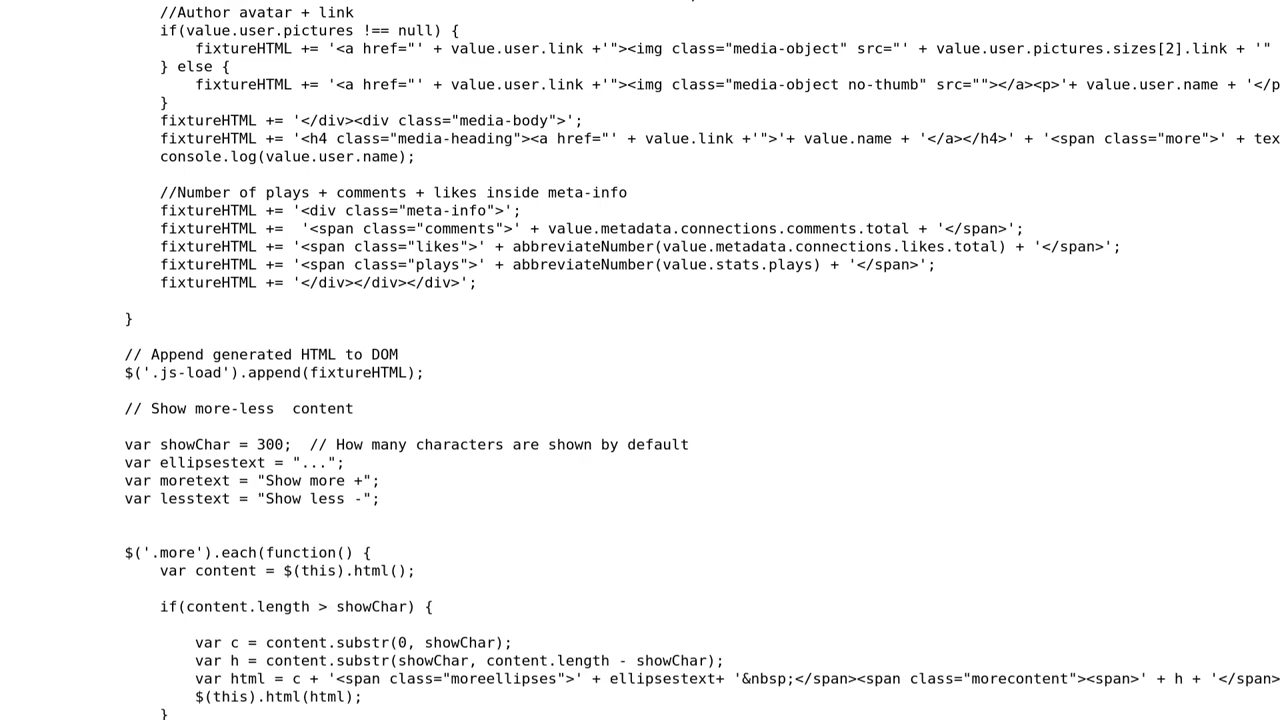 //Author avatar + link
if(value.user.pictures !== null) {
fixtureHTML += '<a href="' + value.user.link +'"><img class="media-object" src="' + value.user.pictures.sizes[2].link + '"
} else {
fixtureHTML += '<a href="' + value.user.link +'"><img class="media-object no-thumb" src=""></a><p>'+ value.user.name + '</p
}
fixtureHTML += '</div><div class="media-body">';
fixtureHTML += '<h4 class="media-heading"><a href="' + value.link +'">'+ value.name + '</a></h4>' + '<span class="more">' + tex
console.log(value.user.name);
//Number of plays + comments + likes inside meta-info
fixtureHTML += '<div class="meta-info">';
fixtureHTML +=  '<span class="comments">' + value.metadata.connections.comments.total + '</span>';
fixtureHTML += '<span class="likes">' + abbreviateNumber(value.metadata.connections.likes.total) + '</span>';
fixtureHTML += '<span class="plays">' + abbreviateNumber(value.stats.plays) + '</span>';
fixtureHTML += '</div></div></div>';
}
// Append generated HTML to DOM
$('.js-load').append(fixtureHTML);
// Show more-less  content
var showChar = 300;  // How many characters are shown by default
var ellipsestext = "...";
var moretext = "Show more +";
var lesstext = "Show less -";
$('.more').each(function() {
var content = $(this).html();
if(content.length > showChar) {
var c = content.substr(0, showChar);
var h = content.substr(showChar, content.length - showChar);
var html = c + '<span class="moreellipses">' + ellipsestext+ '&nbsp;</span><span class="morecontent"><span>' + h + '</span>
$(this).html(html);
}